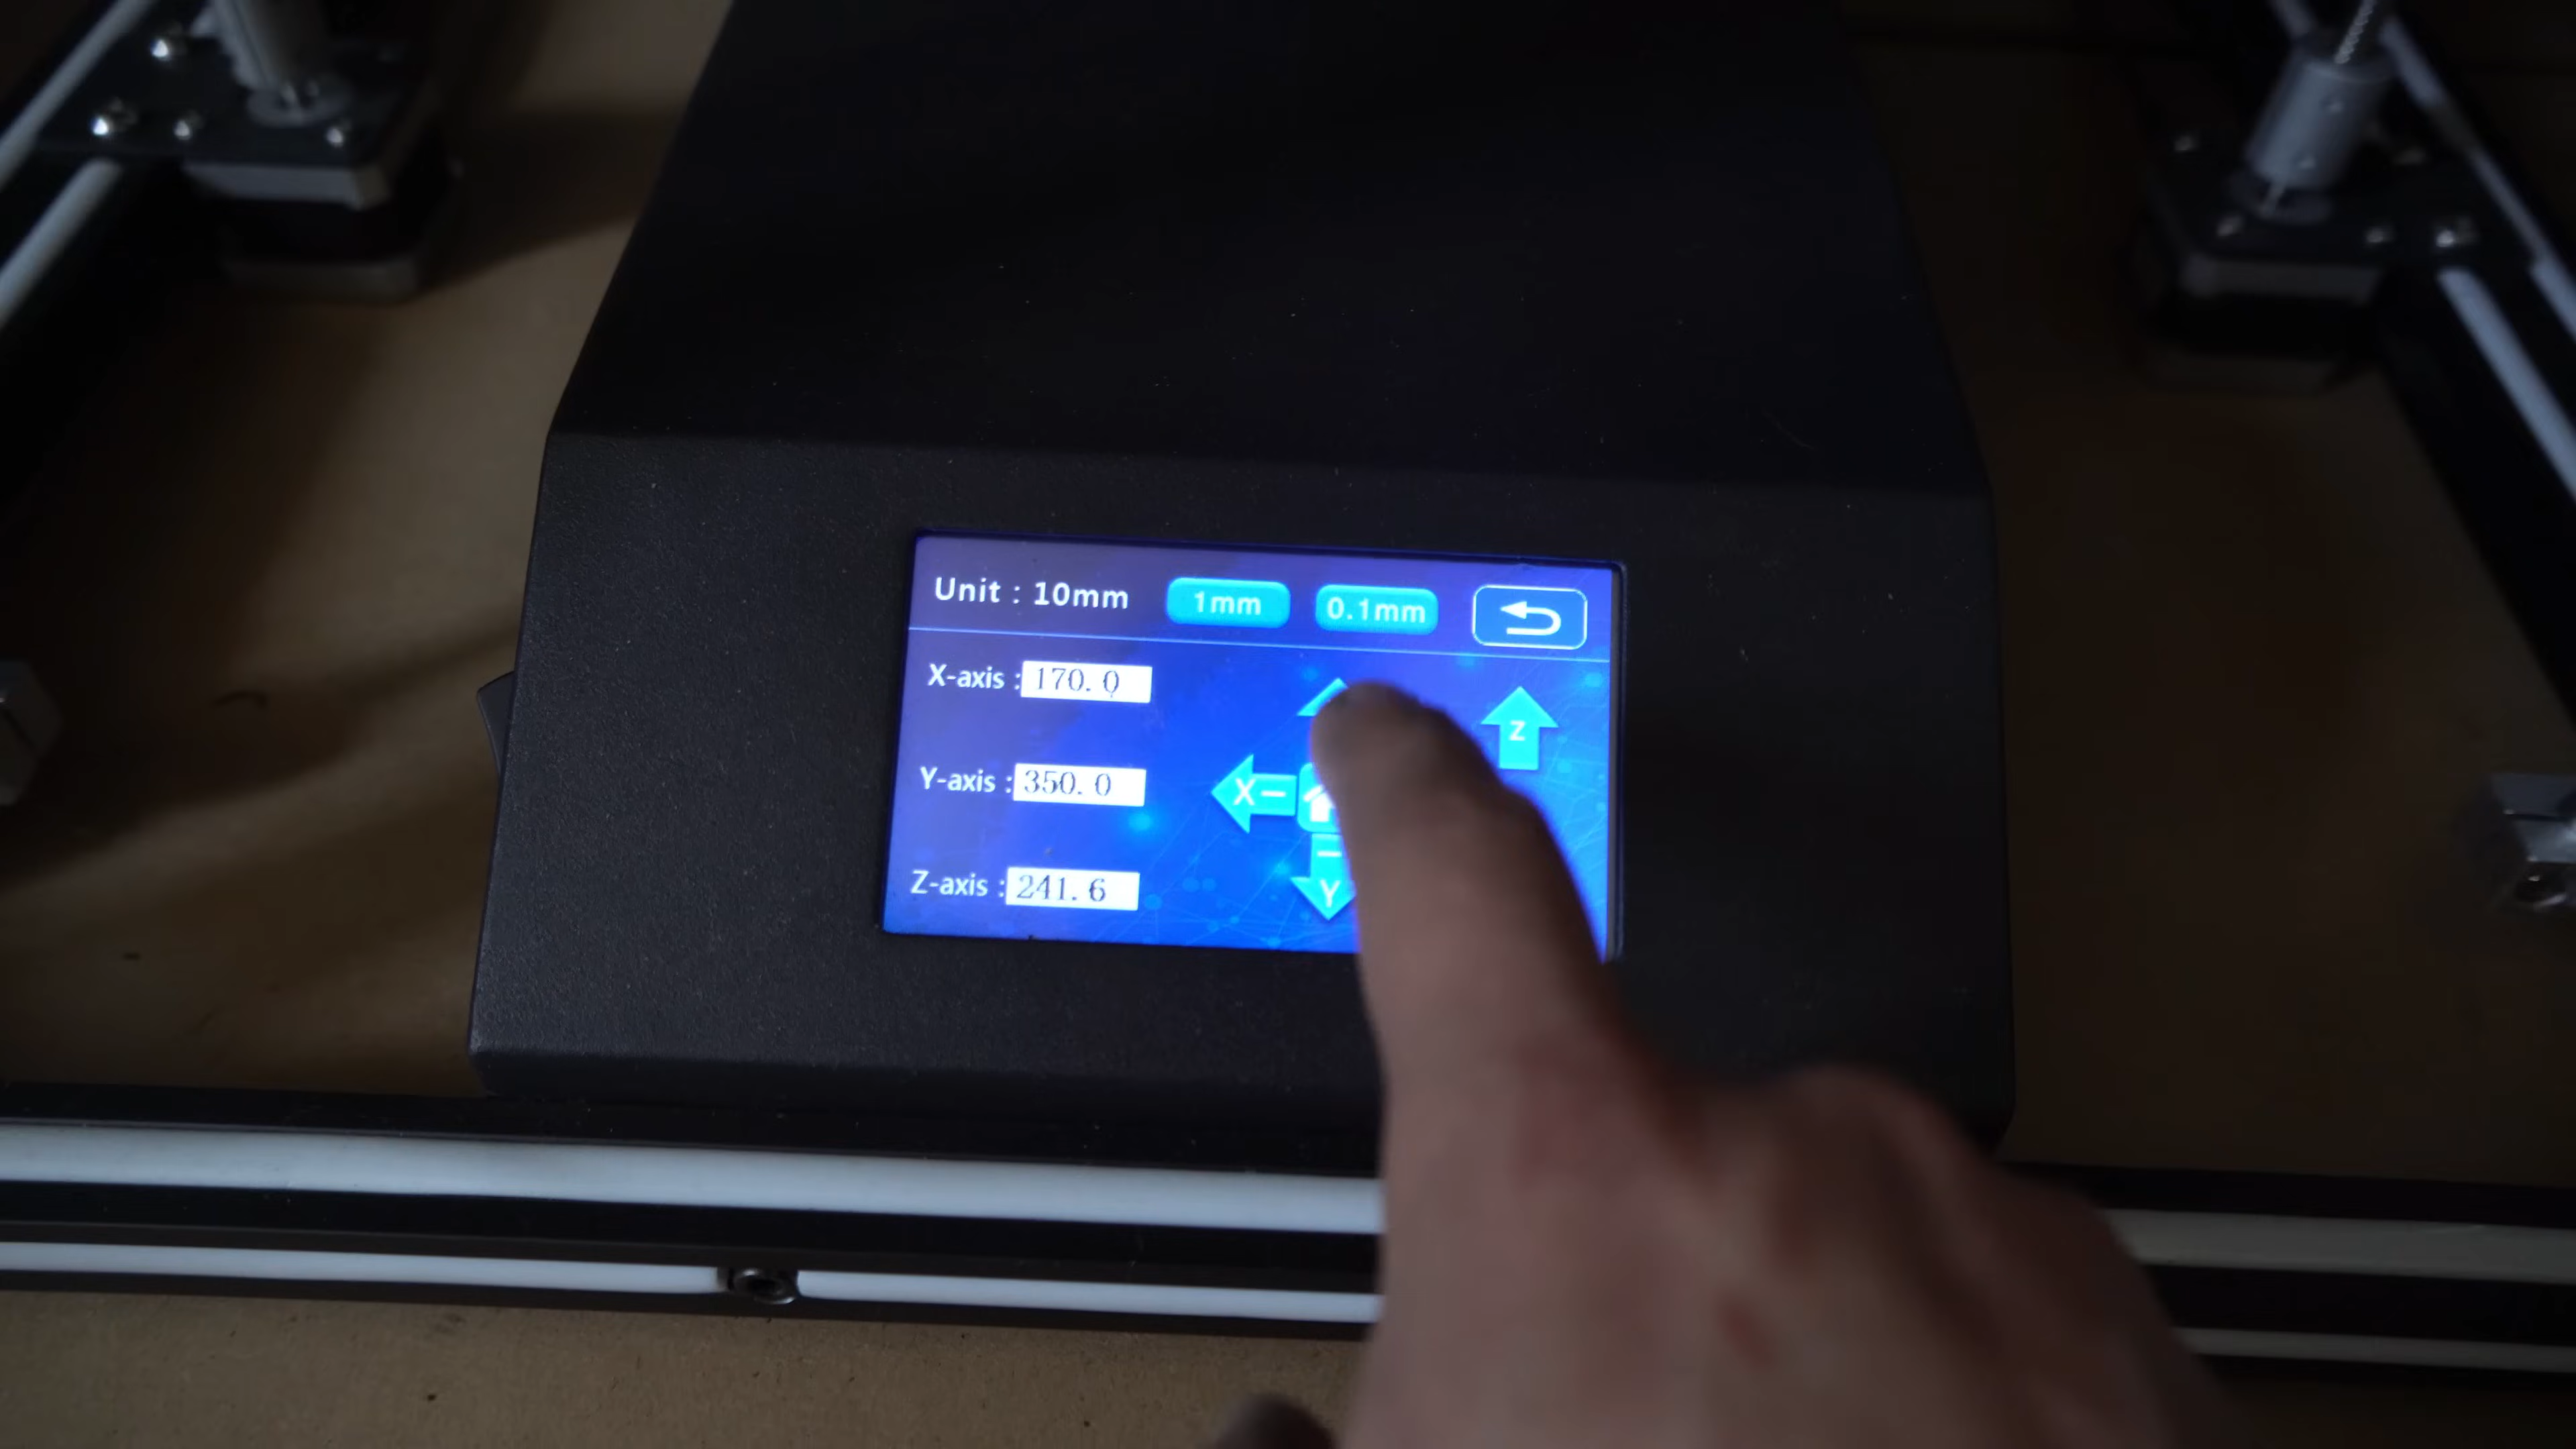 Unit : 10mm 1mm 0.1mm
X-axis : 170.0
Z
Y-axis : 350.0
X −
Z-axis : 241.6
− Y